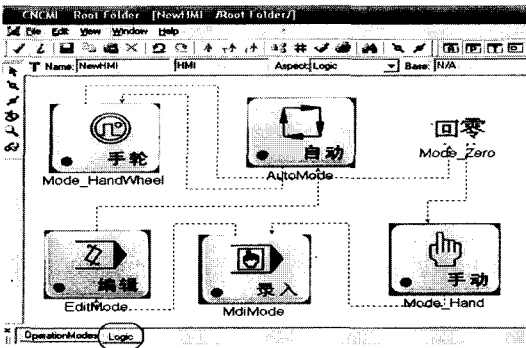 CNCMI Root Folder [NewHMI /Root Folder/]
File Edit View Window Help
T Name: NewHMI HMI Aspect: Logic Base: N/A
手轮
Mode_HandWheel
自动
AutoMode
回零
Mode_Zero
编辑
EditMode
录入
MdiMode
手动
Mode_Hand
OperationModes Logic